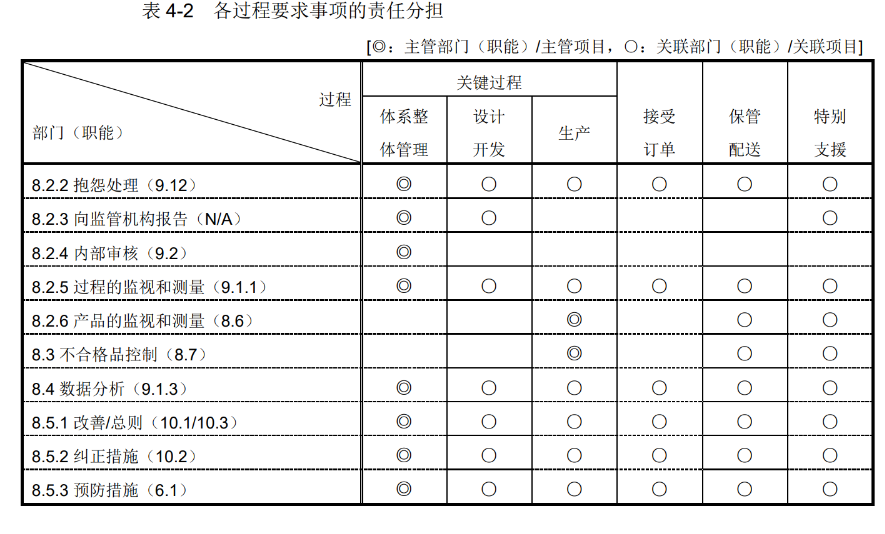 表 4-2 各过程要求事项的责任分担
[◎：主管部门（职能）/主管项目，○：关联部门（职能）/关联项目]
过程
部门（职能）
关键过程
体系整
体管理
设计
开发
生产
接受
订单
保管
配送
特别
支援
8.2.2 抱怨处理（9.12） ◎ ○ ○ ○ ○ ○
8.2.3 向监管机构报告（N/A） ◎ ○ ○
8.2.4 内部审核（9.2） ◎
8.2.5 过程的监视和测量（9.1.1） ◎ ○ ○ ○ ○ ○
8.2.6 产品的监视和测量（8.6） ◎ ○ ○
8.3 不合格品控制（8.7） ◎ ○ ○
8.4 数据分析（9.1.3） ◎ ○ ○ ○ ○ ○
8.5.1 改善/总则（10.1/10.3） ◎ ○ ○ ○ ○ ○
8.5.2 纠正措施（10.2） ◎ ○ ○ ○ ○ ○
8.5.3 预防措施（6.1） ◎ ○ ○ ○ ○ ○